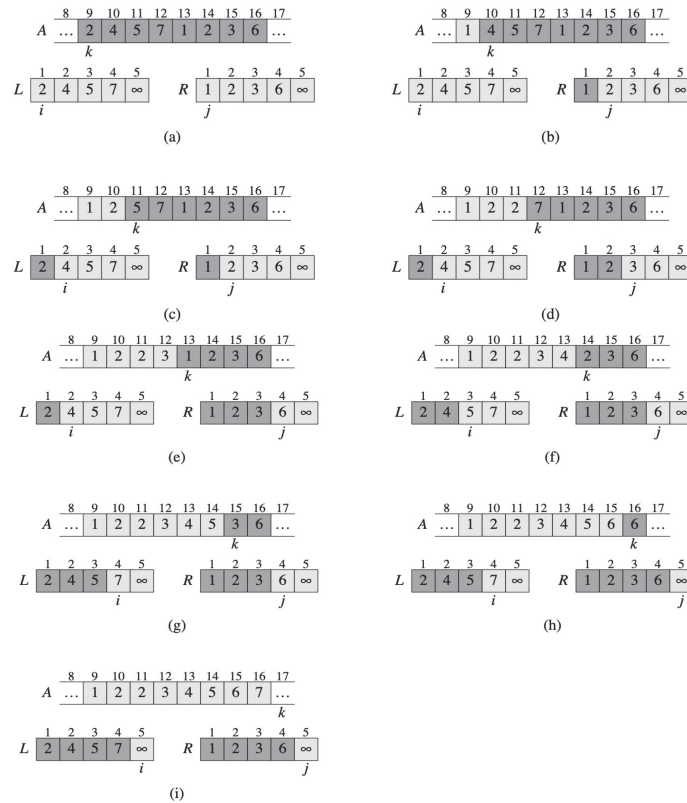 8 9 10 11 12 13 14 15 16 17
A … 2 4 5 7 1 2 3 6 …
k
1 2 3 4 5
L 2 4 5 7 ∞
i
1 2 3 4 5
R 1 2 3 6 ∞
j
(a)
8 9 10 11 12 13 14 15 16 17
A … 1 4 5 7 1 2 3 6 …
k
1 2 3 4 5
L 2 4 5 7 ∞
i
1 2 3 4 5
R 1 2 3 6 ∞
j
(b)
8 9 10 11 12 13 14 15 16 17
A … 1 2 5 7 1 2 3 6 …
k
1 2 3 4 5
L 2 4 5 7 ∞
i
1 2 3 4 5
R 1 2 3 6 ∞
j
(c)
8 9 10 11 12 13 14 15 16 17
A … 1 2 2 7 1 2 3 6 …
k
1 2 3 4 5
L 2 4 5 7 ∞
i
1 2 3 4 5
R 1 2 3 6 ∞
j
(d)
8 9 10 11 12 13 14 15 16 17
A … 1 2 2 3 1 2 3 6 …
k
1 2 3 4 5
L 2 4 5 7 ∞
i
1 2 3 4 5
R 1 2 3 6 ∞
j
(e)
8 9 10 11 12 13 14 15 16 17
A … 1 2 2 3 4 2 3 6 …
k
1 2 3 4 5
L 2 4 5 7 ∞
i
1 2 3 4 5
R 1 2 3 6 ∞
j
(f)
8 9 10 11 12 13 14 15 16 17
A … 1 2 2 3 4 5 3 6 …
k
1 2 3 4 5
L 2 4 5 7 ∞
i
1 2 3 4 5
R 1 2 3 6 ∞
j
(g)
8 9 10 11 12 13 14 15 16 17
A … 1 2 2 3 4 5 6 6 …
k
1 2 3 4 5
L 2 4 5 7 ∞
i
1 2 3 4 5
R 1 2 3 6 ∞
j
(h)
8 9 10 11 12 13 14 15 16 17
A … 1 2 2 3 4 5 6 7 …
k
1 2 3 4 5
L 2 4 5 7 ∞
i
1 2 3 4 5
R 1 2 3 6 ∞
j
(i)